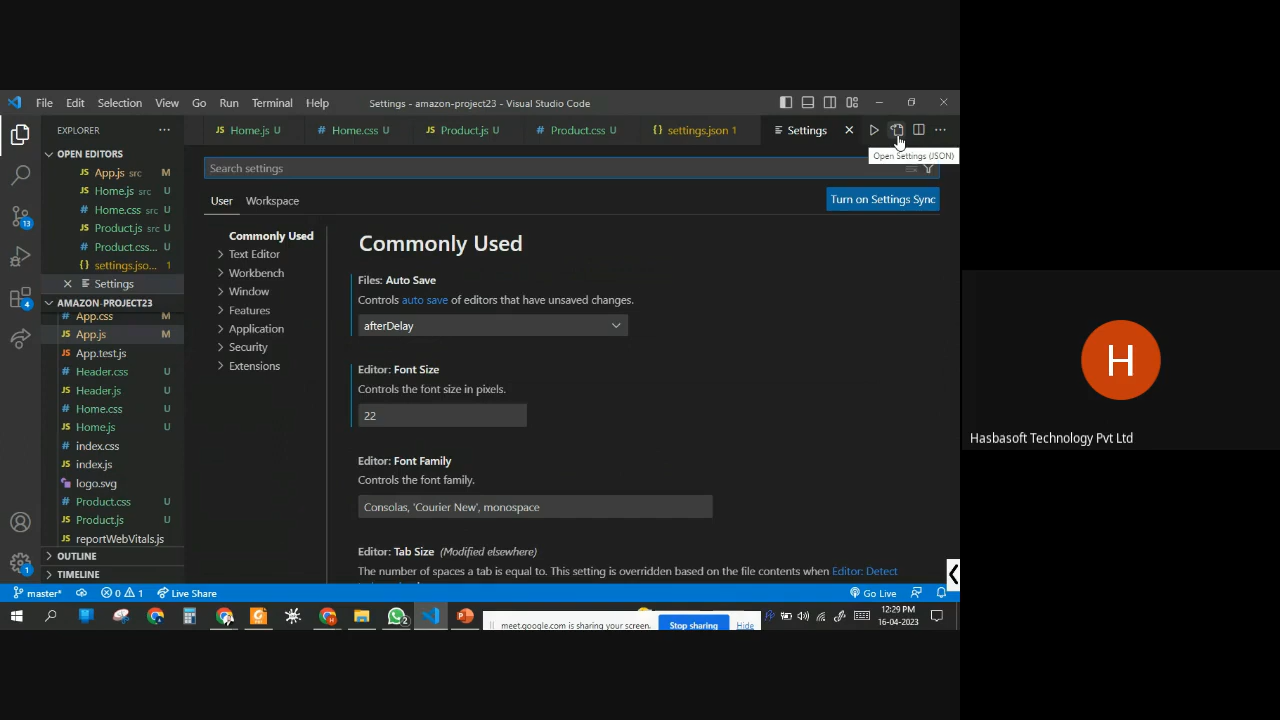 File Edit Selection View Go Run Terminal Help Settings - amazon-project23 - Visual Studio Code
EXPLORER
Home.js U
Home.css U
Product.js U
Product.css U
settings.json 1
Settings
Open Settings (JSON)
OPEN EDITORS
App.js src M
Home.js src U
Home.css src U
Product.js src U
Product.css... U
settings.jso... 1
Settings
AMAZON-PROJECT23
App.css M
App.js M
App.test.js
Header.css U
Header.js U
Home.css U
Home.js U
index.css
index.js
logo.svg
Product.css U
Product.js U
reportWebVitals.js
OUTLINE
TIMELINE
13
4
1
Search settings
User Workspace
Turn on Settings Sync
Commonly Used
Text Editor
Workbench
Window
Features
Application
Security
Extensions
Commonly Used
Files: Auto Save
Controls auto save of editors that have unsaved changes.
afterDelay
Editor: Font Size
Controls the font size in pixels.
22
Editor: Font Family
Controls the font family.
Consolas, 'Courier New', monospace
Editor: Tab Size (Modified elsewhere)
The number of spaces a tab is equal to. This setting is overridden based on the file contents when Editor: Detect
master* 0 1 Live Share
Go Live
2
meet.google.com is sharing your screen. Stop sharing Hide
12:29 PM
16-04-2023
H
Hasbasoft Technology Pvt Ltd